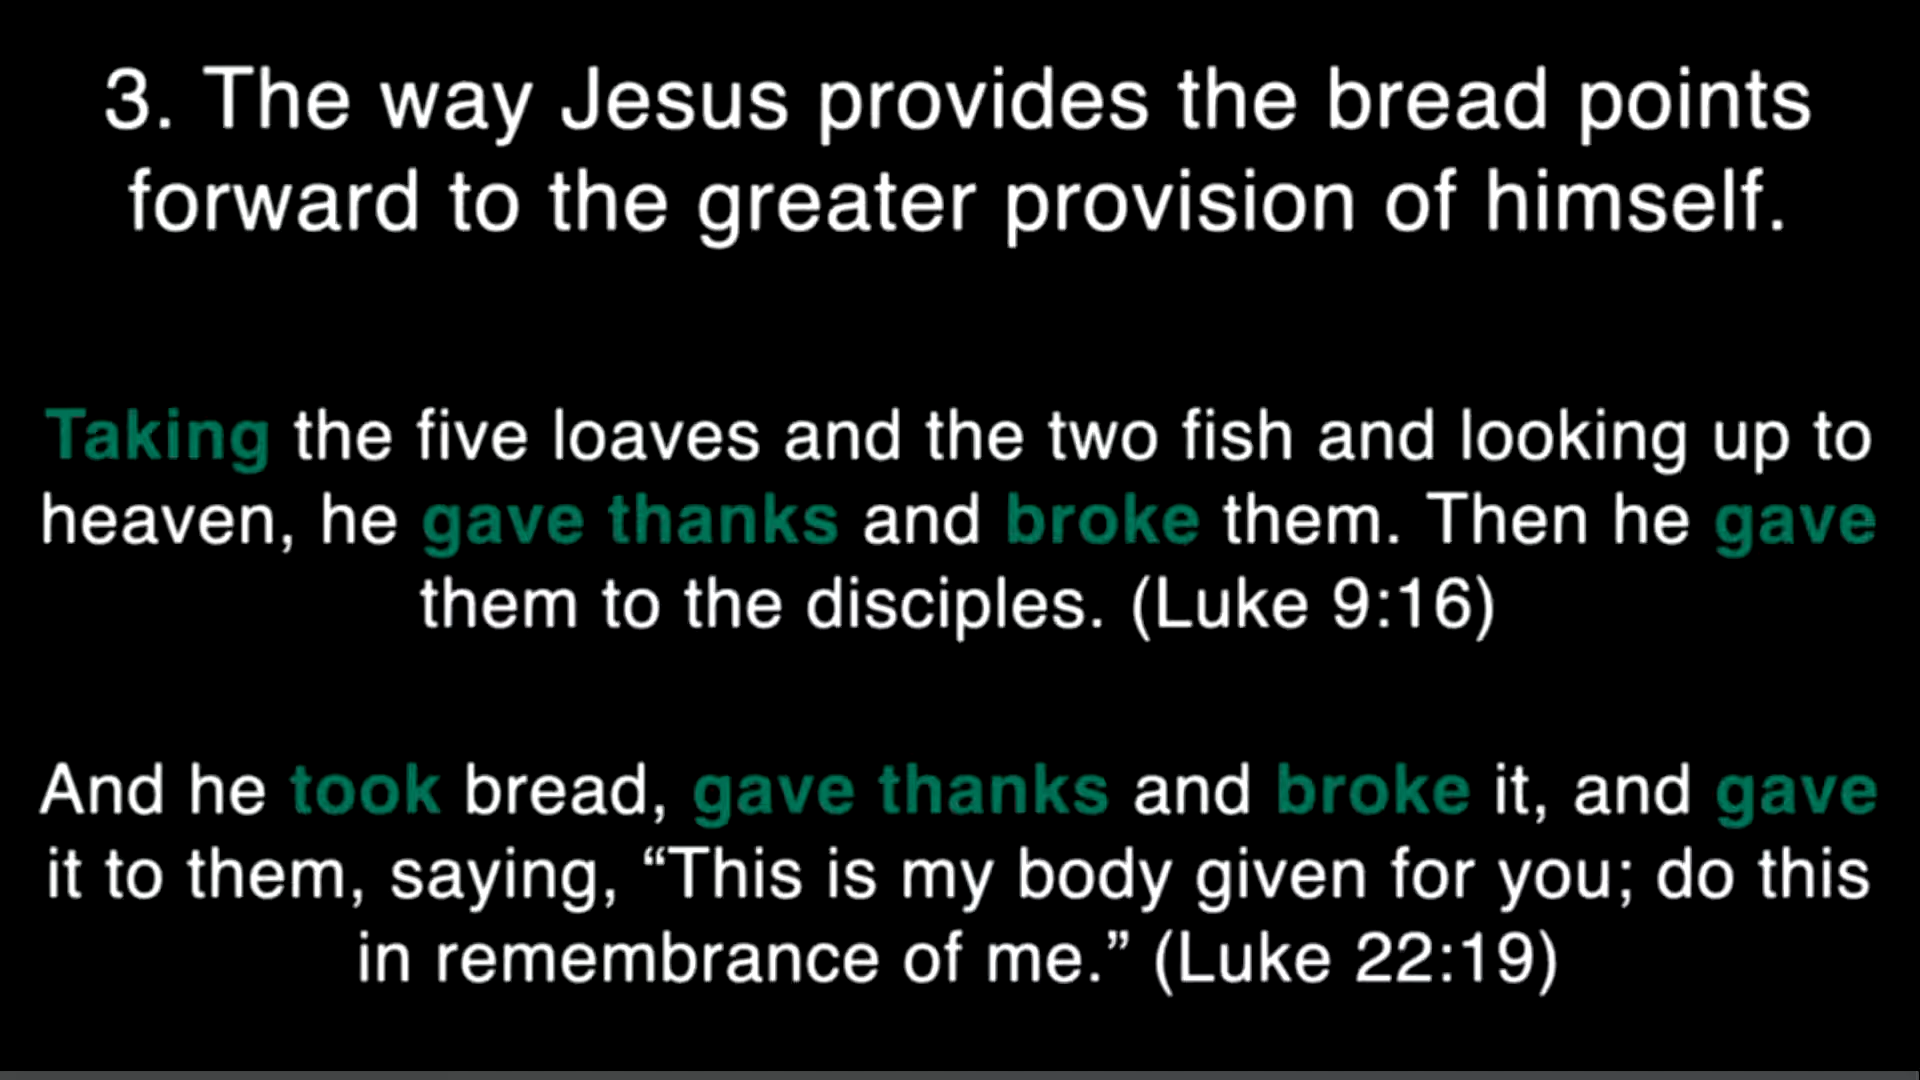 3. The way Jesus provides the bread points
forward to the greater provision of himself.
Taking the five loaves and the two fish and looking up to
heaven, he gave thanks and broke them. Then he gave
them to the disciples. (Luke 9:16)
And he took bread, gave thanks and broke it, and gave
it to them, saying, “This is my body given for you; do this
in remembrance of me.” (Luke 22:19)